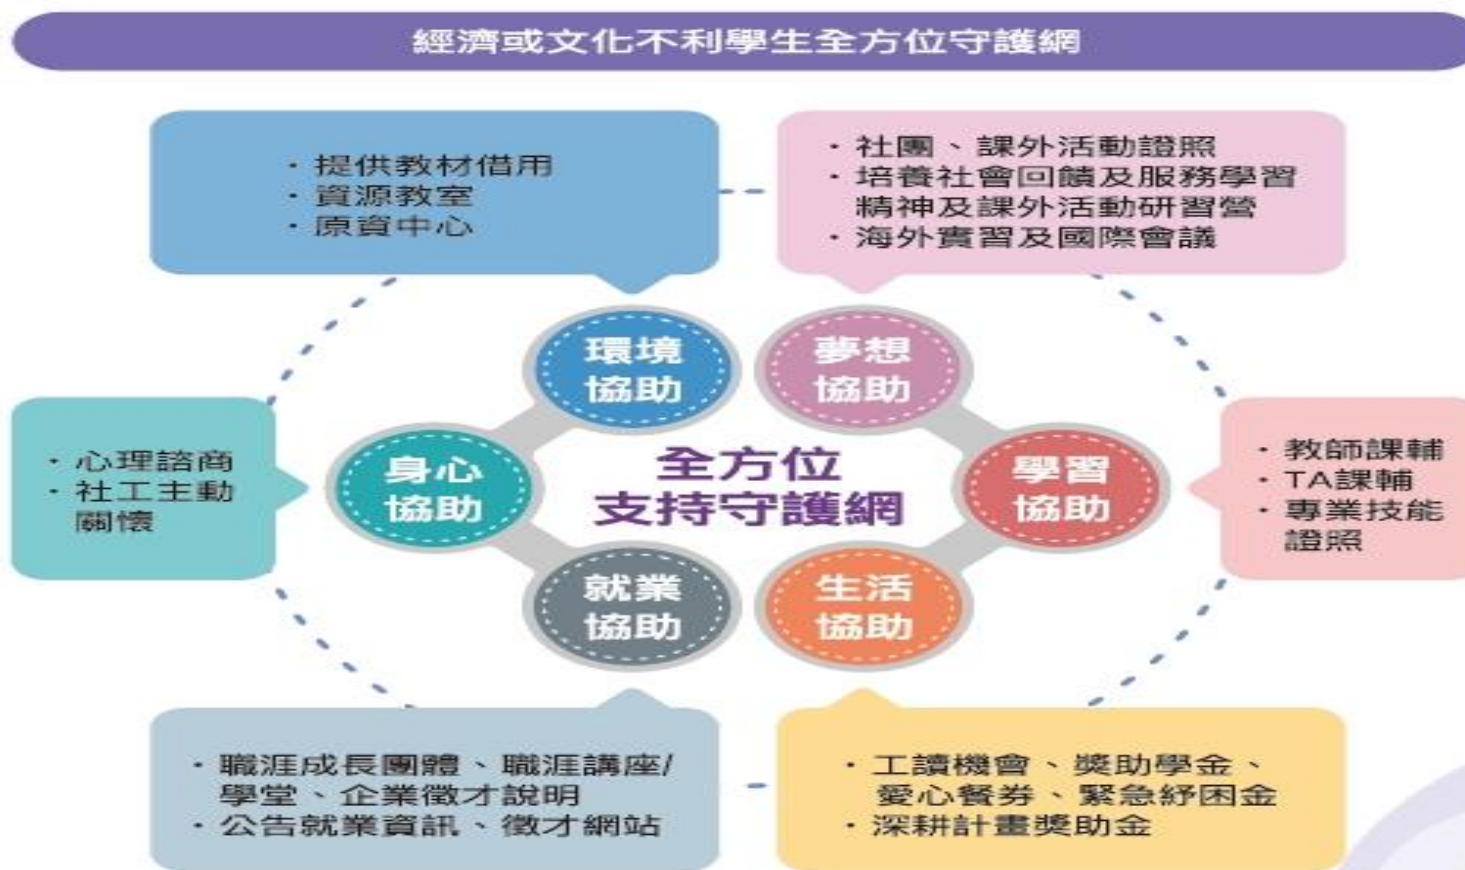 經濟或文化不利學生全方位守護網
・提供教材借用
・資源教室
・原資中心
・社團、課外活動證照
・培養社會回饋及服務學習
精神及課外活動研習營
・海外實習及國際會議
環境
協助
夢想
協助
・心理諮商
・社工主動
關懷
身心
協助
全方位
支持守護網
學習
協助
・教師課輔
・TA課輔
・專業技能
證照
就業
協助
生活
協助
・職涯成長團體、職涯講座/
學堂、企業徵才說明
・公告就業資訊、徵才網站
・工讀機會、獎助學金、
愛心餐券、緊急紓困金
・深耕計畫獎助金